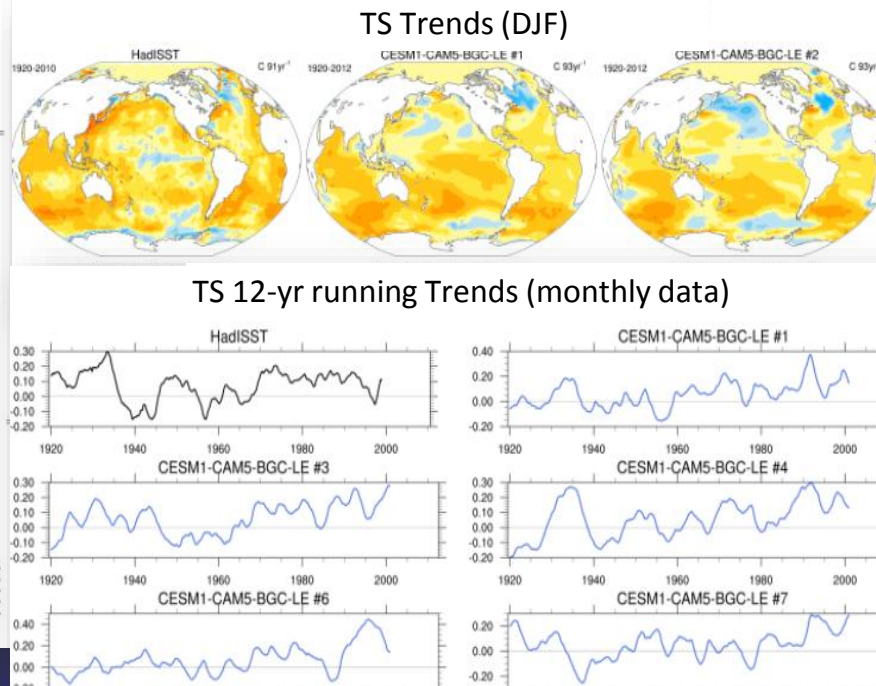 TS Trends (DJF)
HadISST
CESM1-CAM5-BGC-LE #1
CESM1-CAM5-BGC-LE #2
1920-2010
C 91yr⁻¹
1920-2012
C 93yr⁻¹
1920-2012
C 93yr
TS 12-yr running Trends (monthly data)
HadISST
CESM1-CAM5-BGC-LE #1
0.30
0.20
0.10
0.00
-0.10
-0.20
0.40
0.20
0.00
-0.20
1920 1940 1960 1980 2000
1920 1940 1960 1980 2000
CESM1-CAM5-BGC-LE #3
CESM1-CAM5-BGC-LE #4
0.30
0.20
0.10
0.00
-0.10
-0.20
0.30
0.20
0.10
0.00
-0.10
-0.20
1920 1940 1960 1980 2000
1920 1940 1960 1980 2000
CESM1-CAM5-BGC-LE #6
CESM1-CAM5-BGC-LE #7
0.40
0.20
0.00
0.20
0.00
-0.20